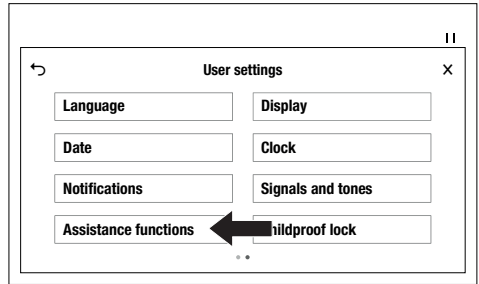 User settings
X
Language
Display
Date
Clock
Notifications
Signals and tones
Assistance functions
hildproof lock